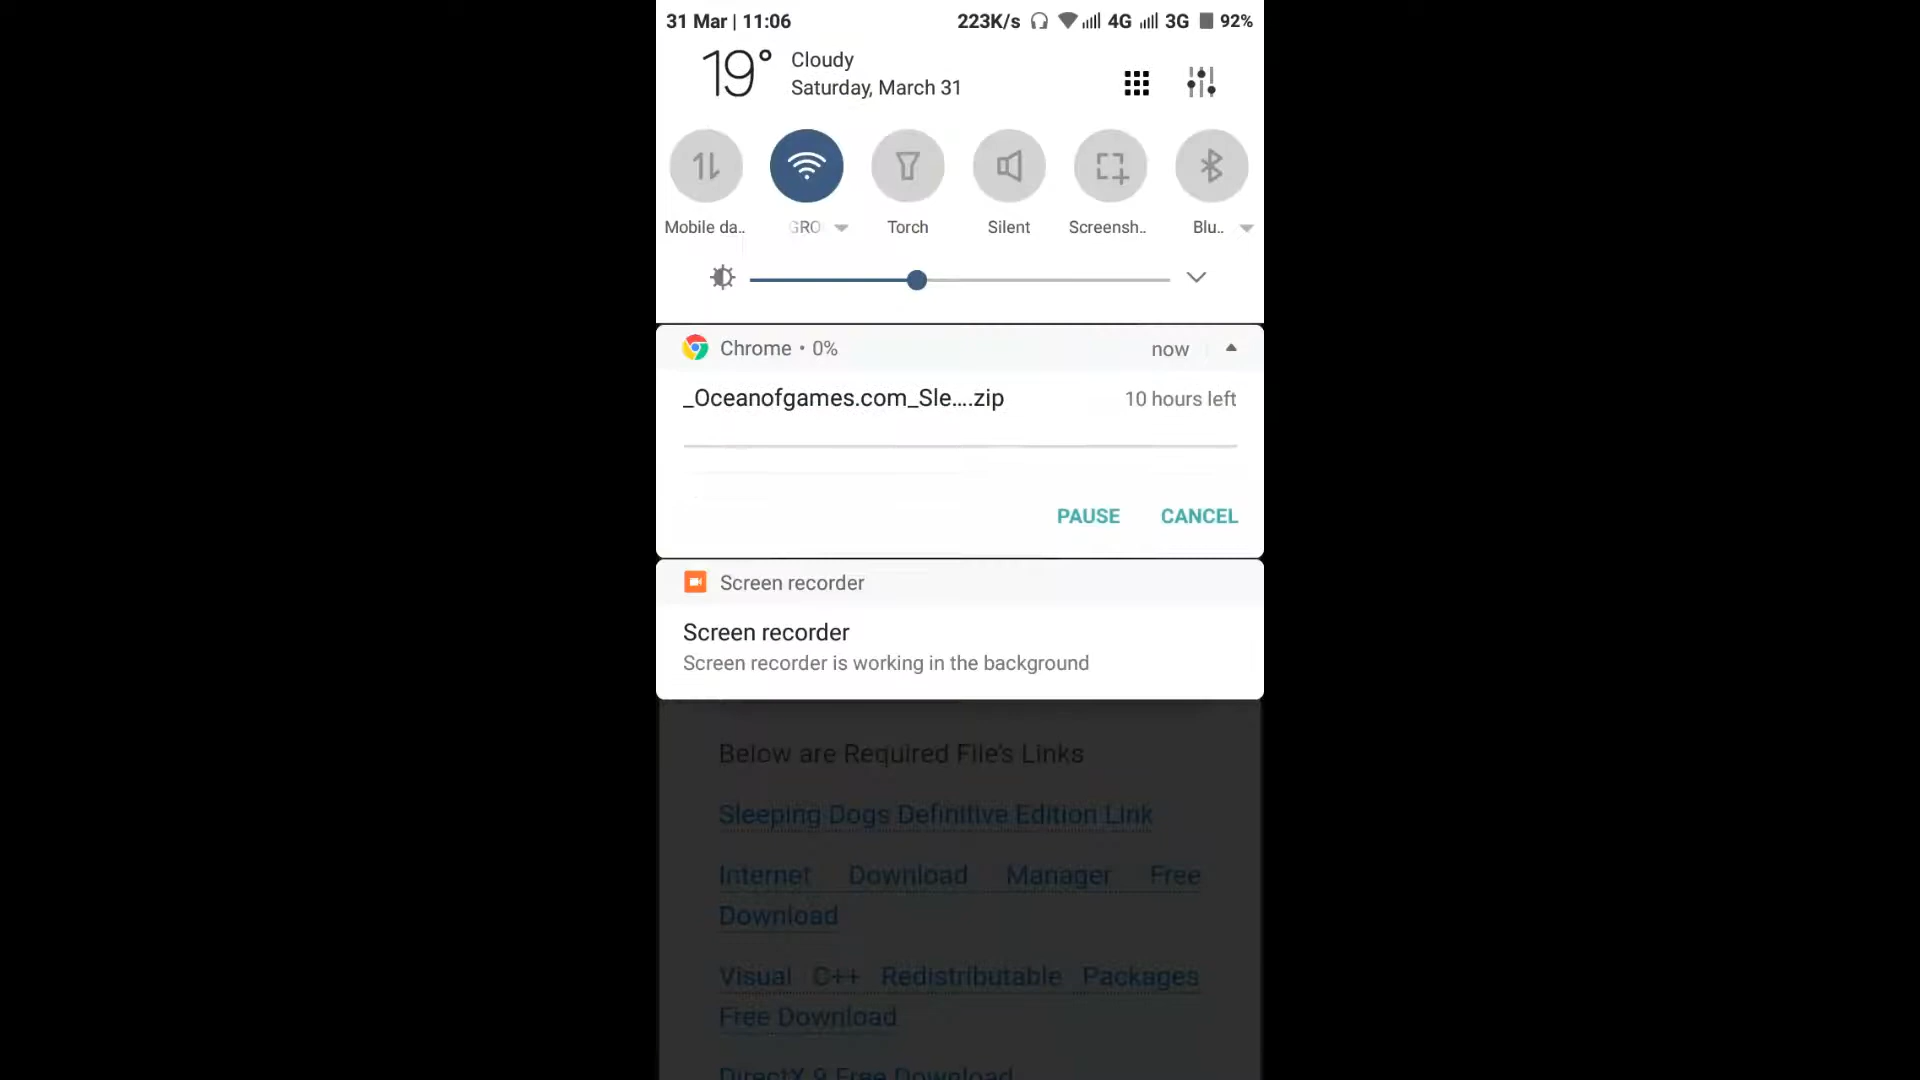 31 Mar | 11:06 223K/s 4G 3G 92%
19° Cloudy
Saturday, March 31
Mobile da.. GRO Torch Silent Screensh.. Blu..
Chrome • 0% now
_Oceanofgames.com_Sle....zip 10 hours left
PAUSE CANCEL
Screen recorder
Screen recorder
Screen recorder is working in the background
Below are Required File's Links
Sleeping Dogs Definitive Edition Link
Internet Download Manager Free
Download
Visual C++ Redistributable Packages
Free Download
DirectX 9 Free Download